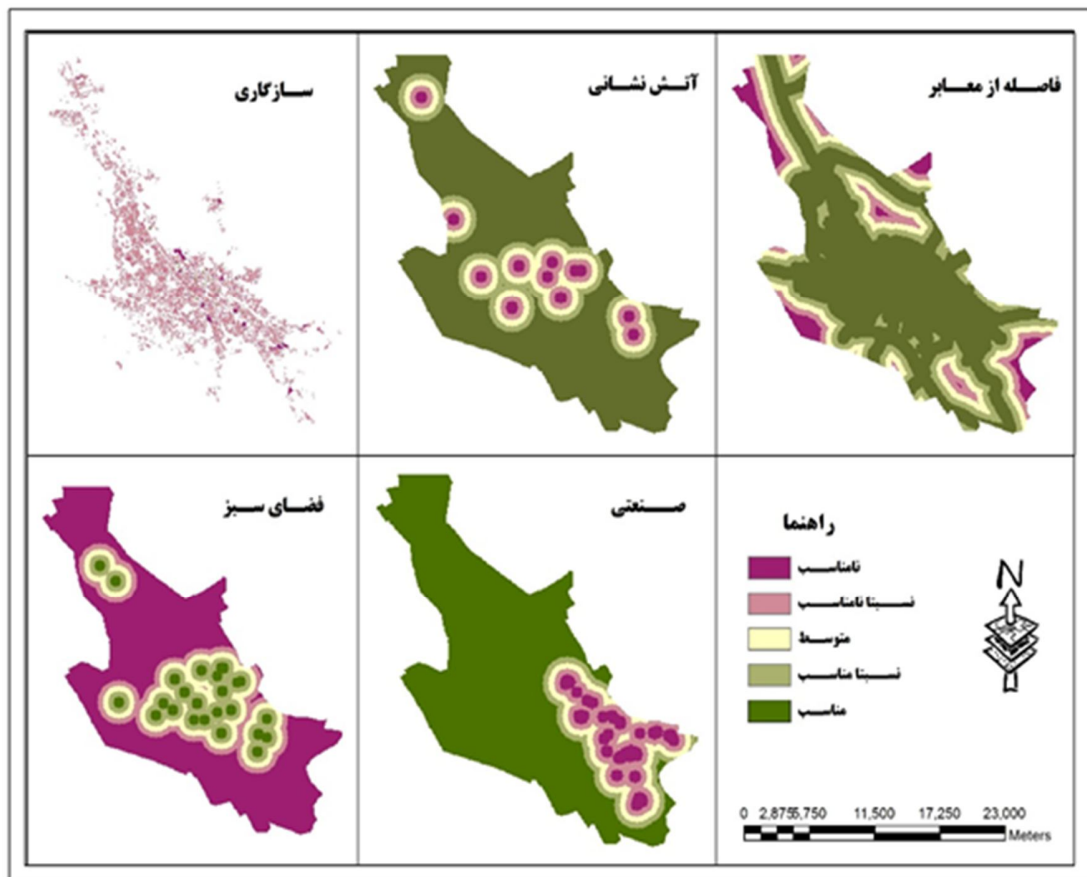 سازگاری
آتش نشانی
فاصله از معابر
فضای سبز
صنعتی
راهنما
نامناسب
نسبتا نامناسب
متوسط
نسبتا مناسب
مناسب
N
0 2,875 5,750 11,500 17,250 23,000
Meters